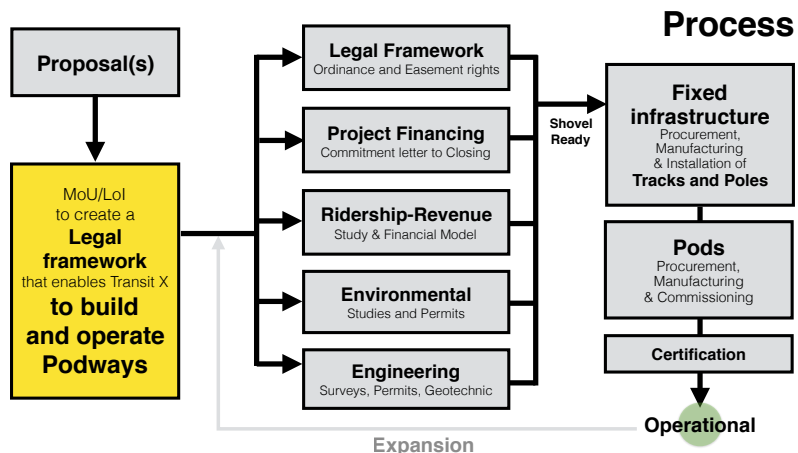 Process
Proposal(s)
MoU/LoI
to create a
Legal
framework
that enables Transit X
to build
and operate
Podways
Legal Framework
Ordinance and Easement rights
Project Financing
Commitment letter to Closing
Ridership-Revenue
Study & Financial Model
Environmental
Studies and Permits
Engineering
Surveys, Permits, Geotechnic
Shovel
Ready
Fixed
infrastructure
Procurement,
Manufacturing
& Installation of
Tracks and Poles
Pods
Procurement,
Manufacturing
& Commissioning
Certification
Operational
Expansion